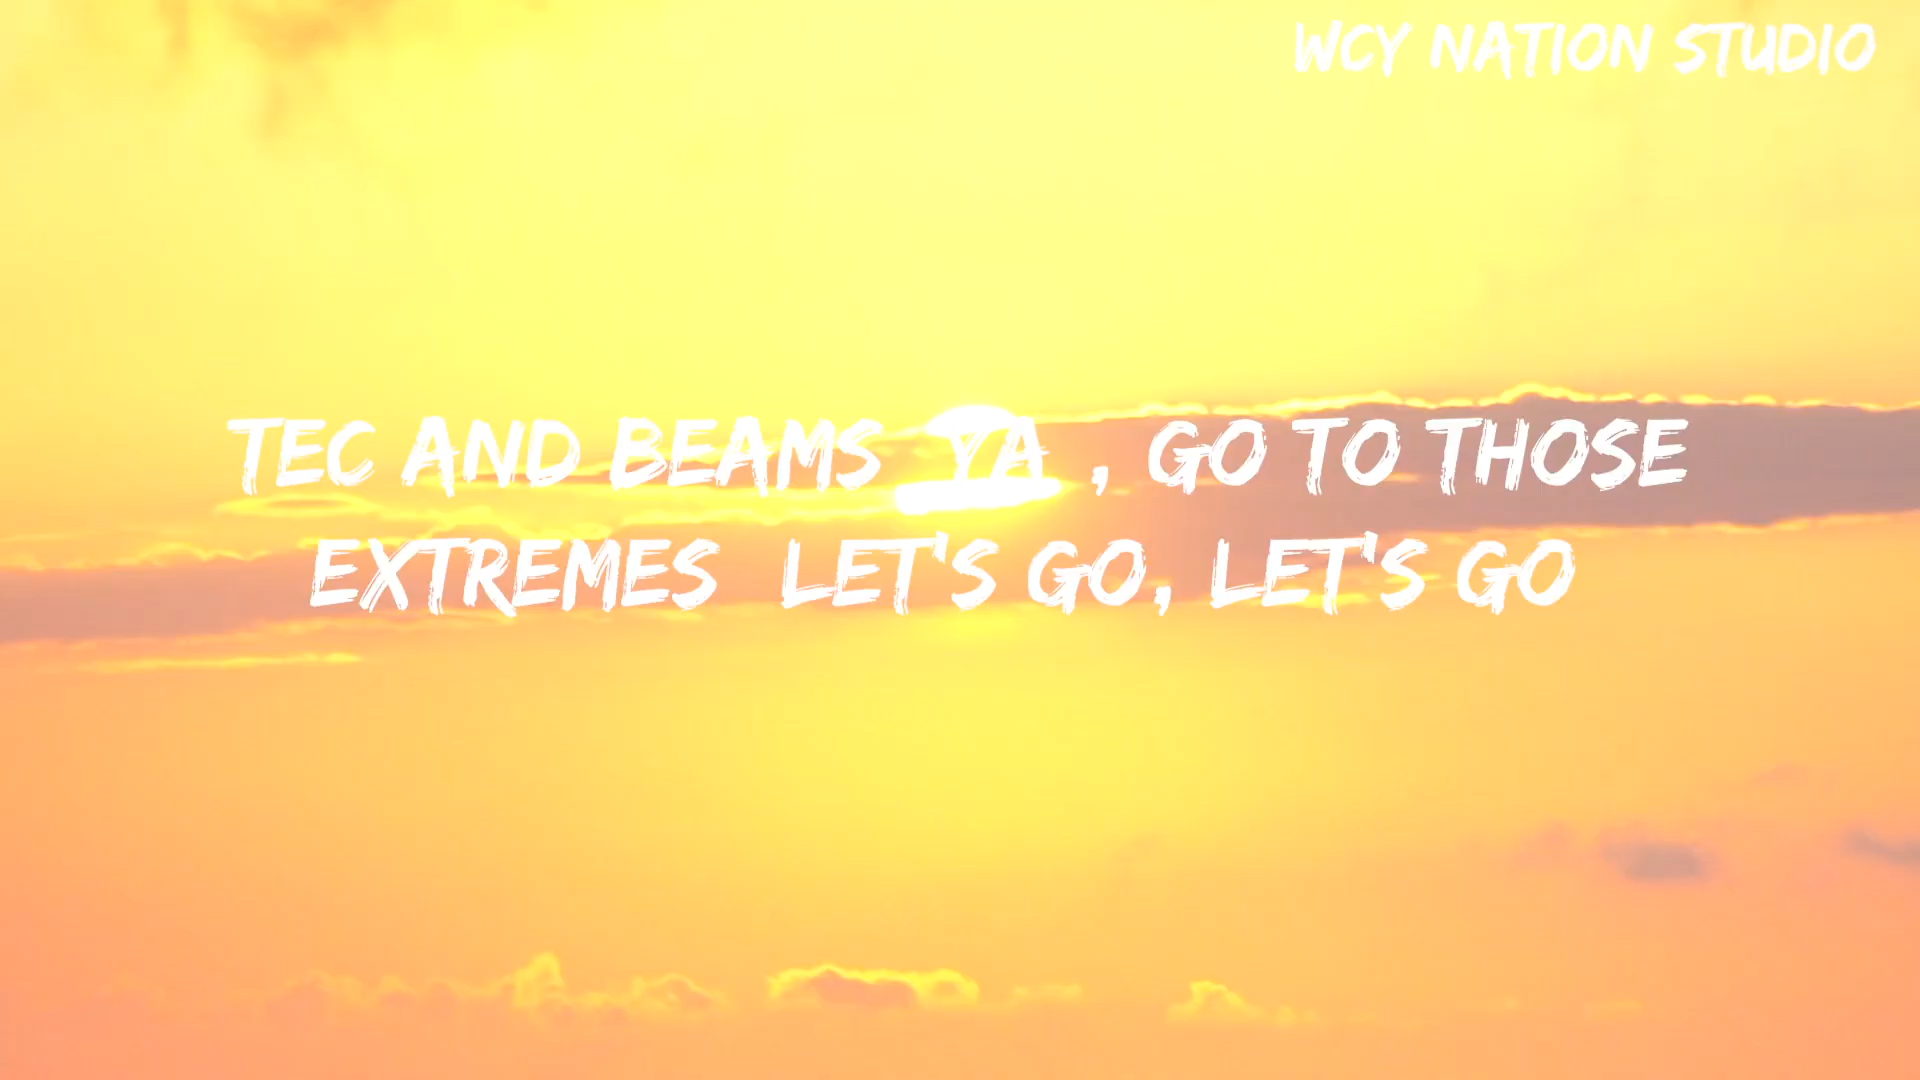 WCY NATION STUDIO
TEC AND BEAMS YA , GO TO THOSE
EXTREMES LET'S GO, LET'S GO